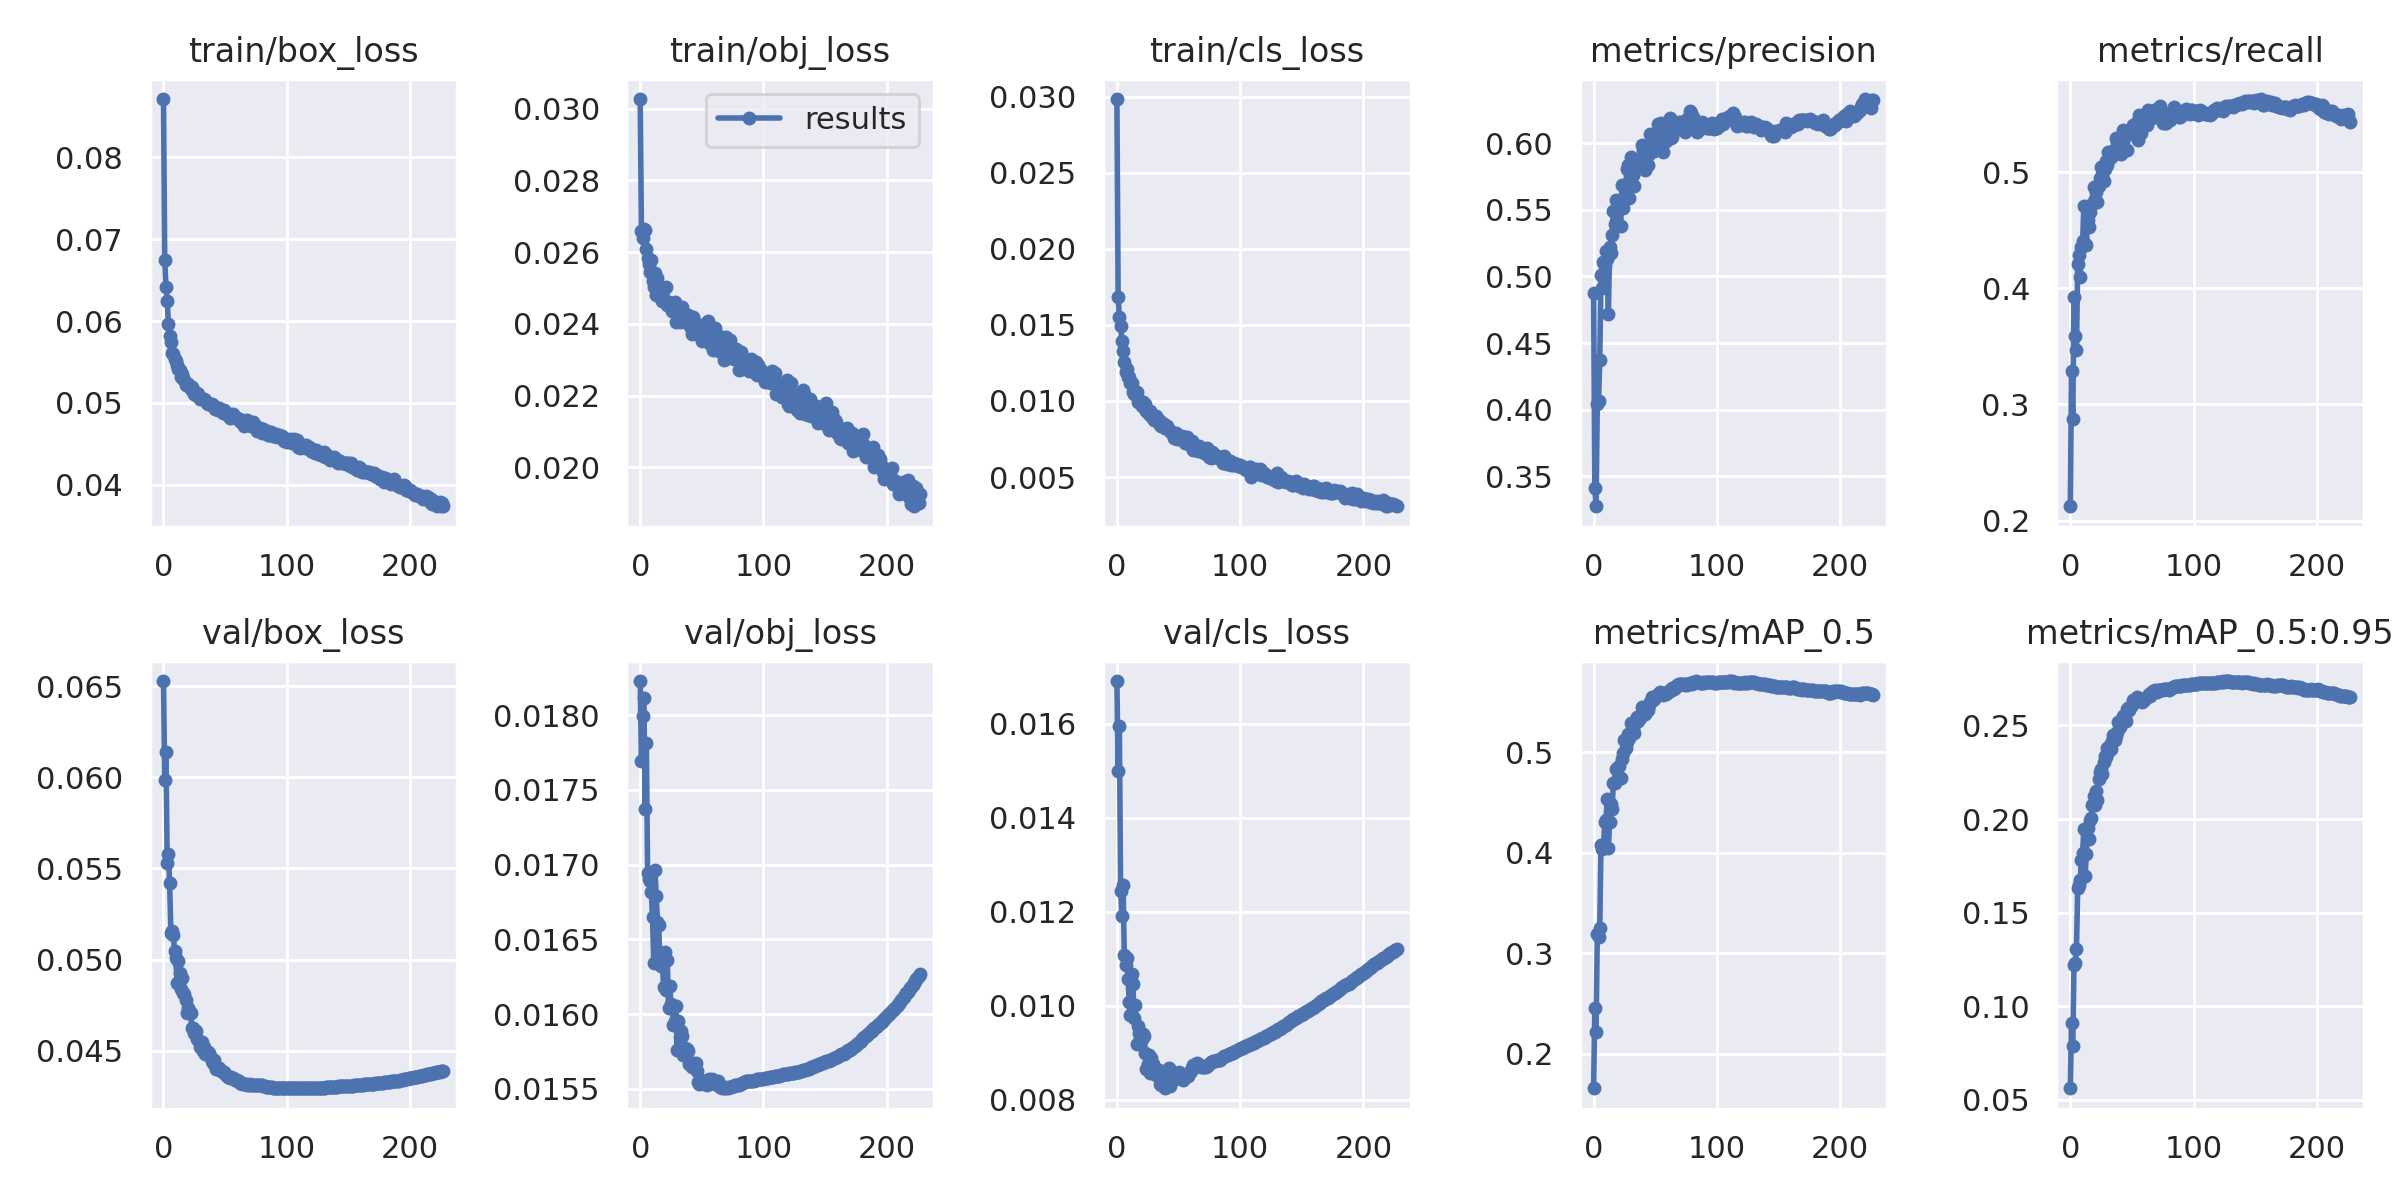 train/box_loss
0.08
0.07
0.06
0.05
0.04
0 100 200
train/obj_loss
results
0.030
0.028
0.026
0.024
0.022
0.020
0 100 200
train/cls_loss
0.030
0.025
0.020
0.015
0.010
0.005
0 100 200
metrics/precision
0.60
0.55
0.50
0.45
0.40
0.35
0 100 200
metrics/recall
0.5
0.4
0.3
0.2
0 100 200
val/box_loss
0.065
0.060
0.055
0.050
0.045
0 100 200
val/obj_loss
0.0180
0.0175
0.0170
0.0165
0.0160
0.0155
0 100 200
val/cls_loss
0.016
0.014
0.012
0.010
0.008
0 100 200
metrics/mAP_0.5
0.5
0.4
0.3
0.2
0 100 200
metrics/mAP_0.5:0.95
0.25
0.20
0.15
0.10
0.05
0 100 200